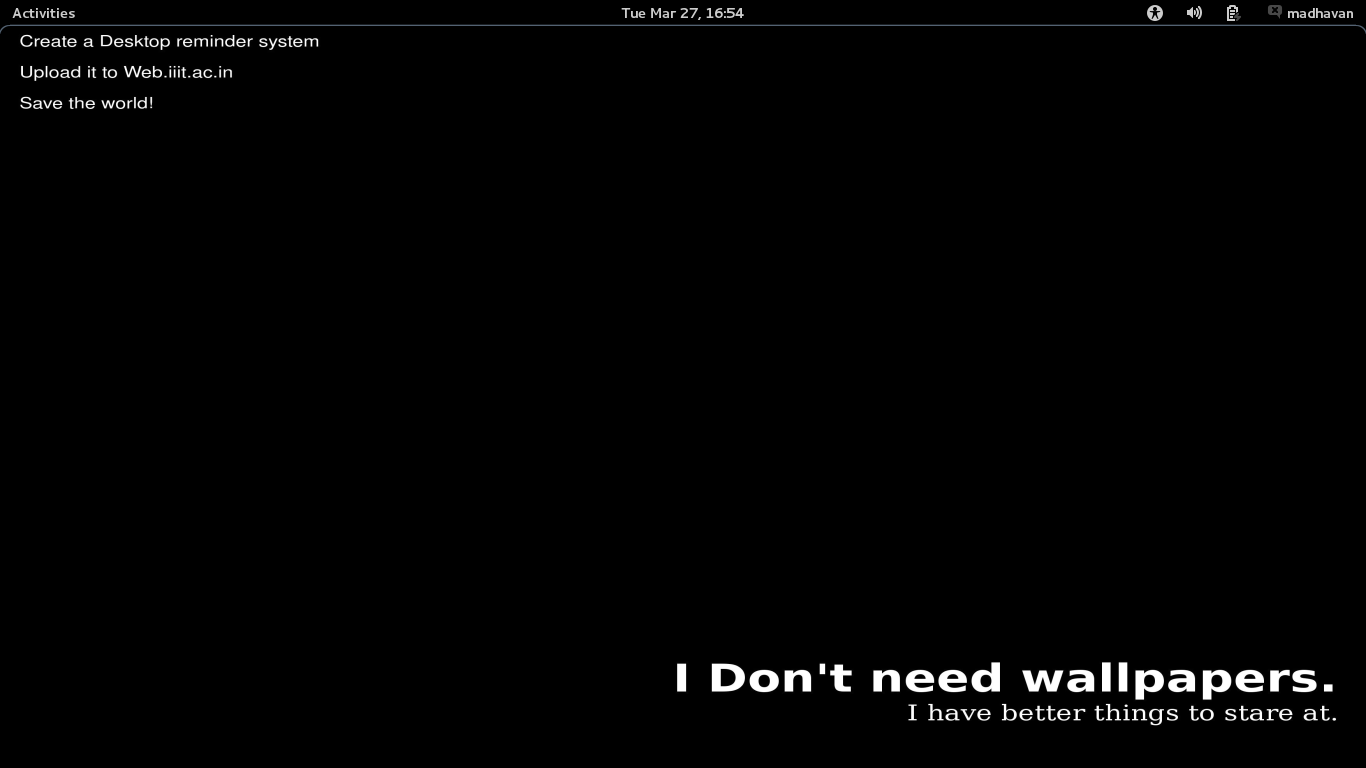 Activities Tue Mar 27, 16:54 madhavan
Create a Desktop reminder system
Upload it to Web.iiit.ac.in
Save the world!
I Don't need wallpapers.
I have better things to stare at.